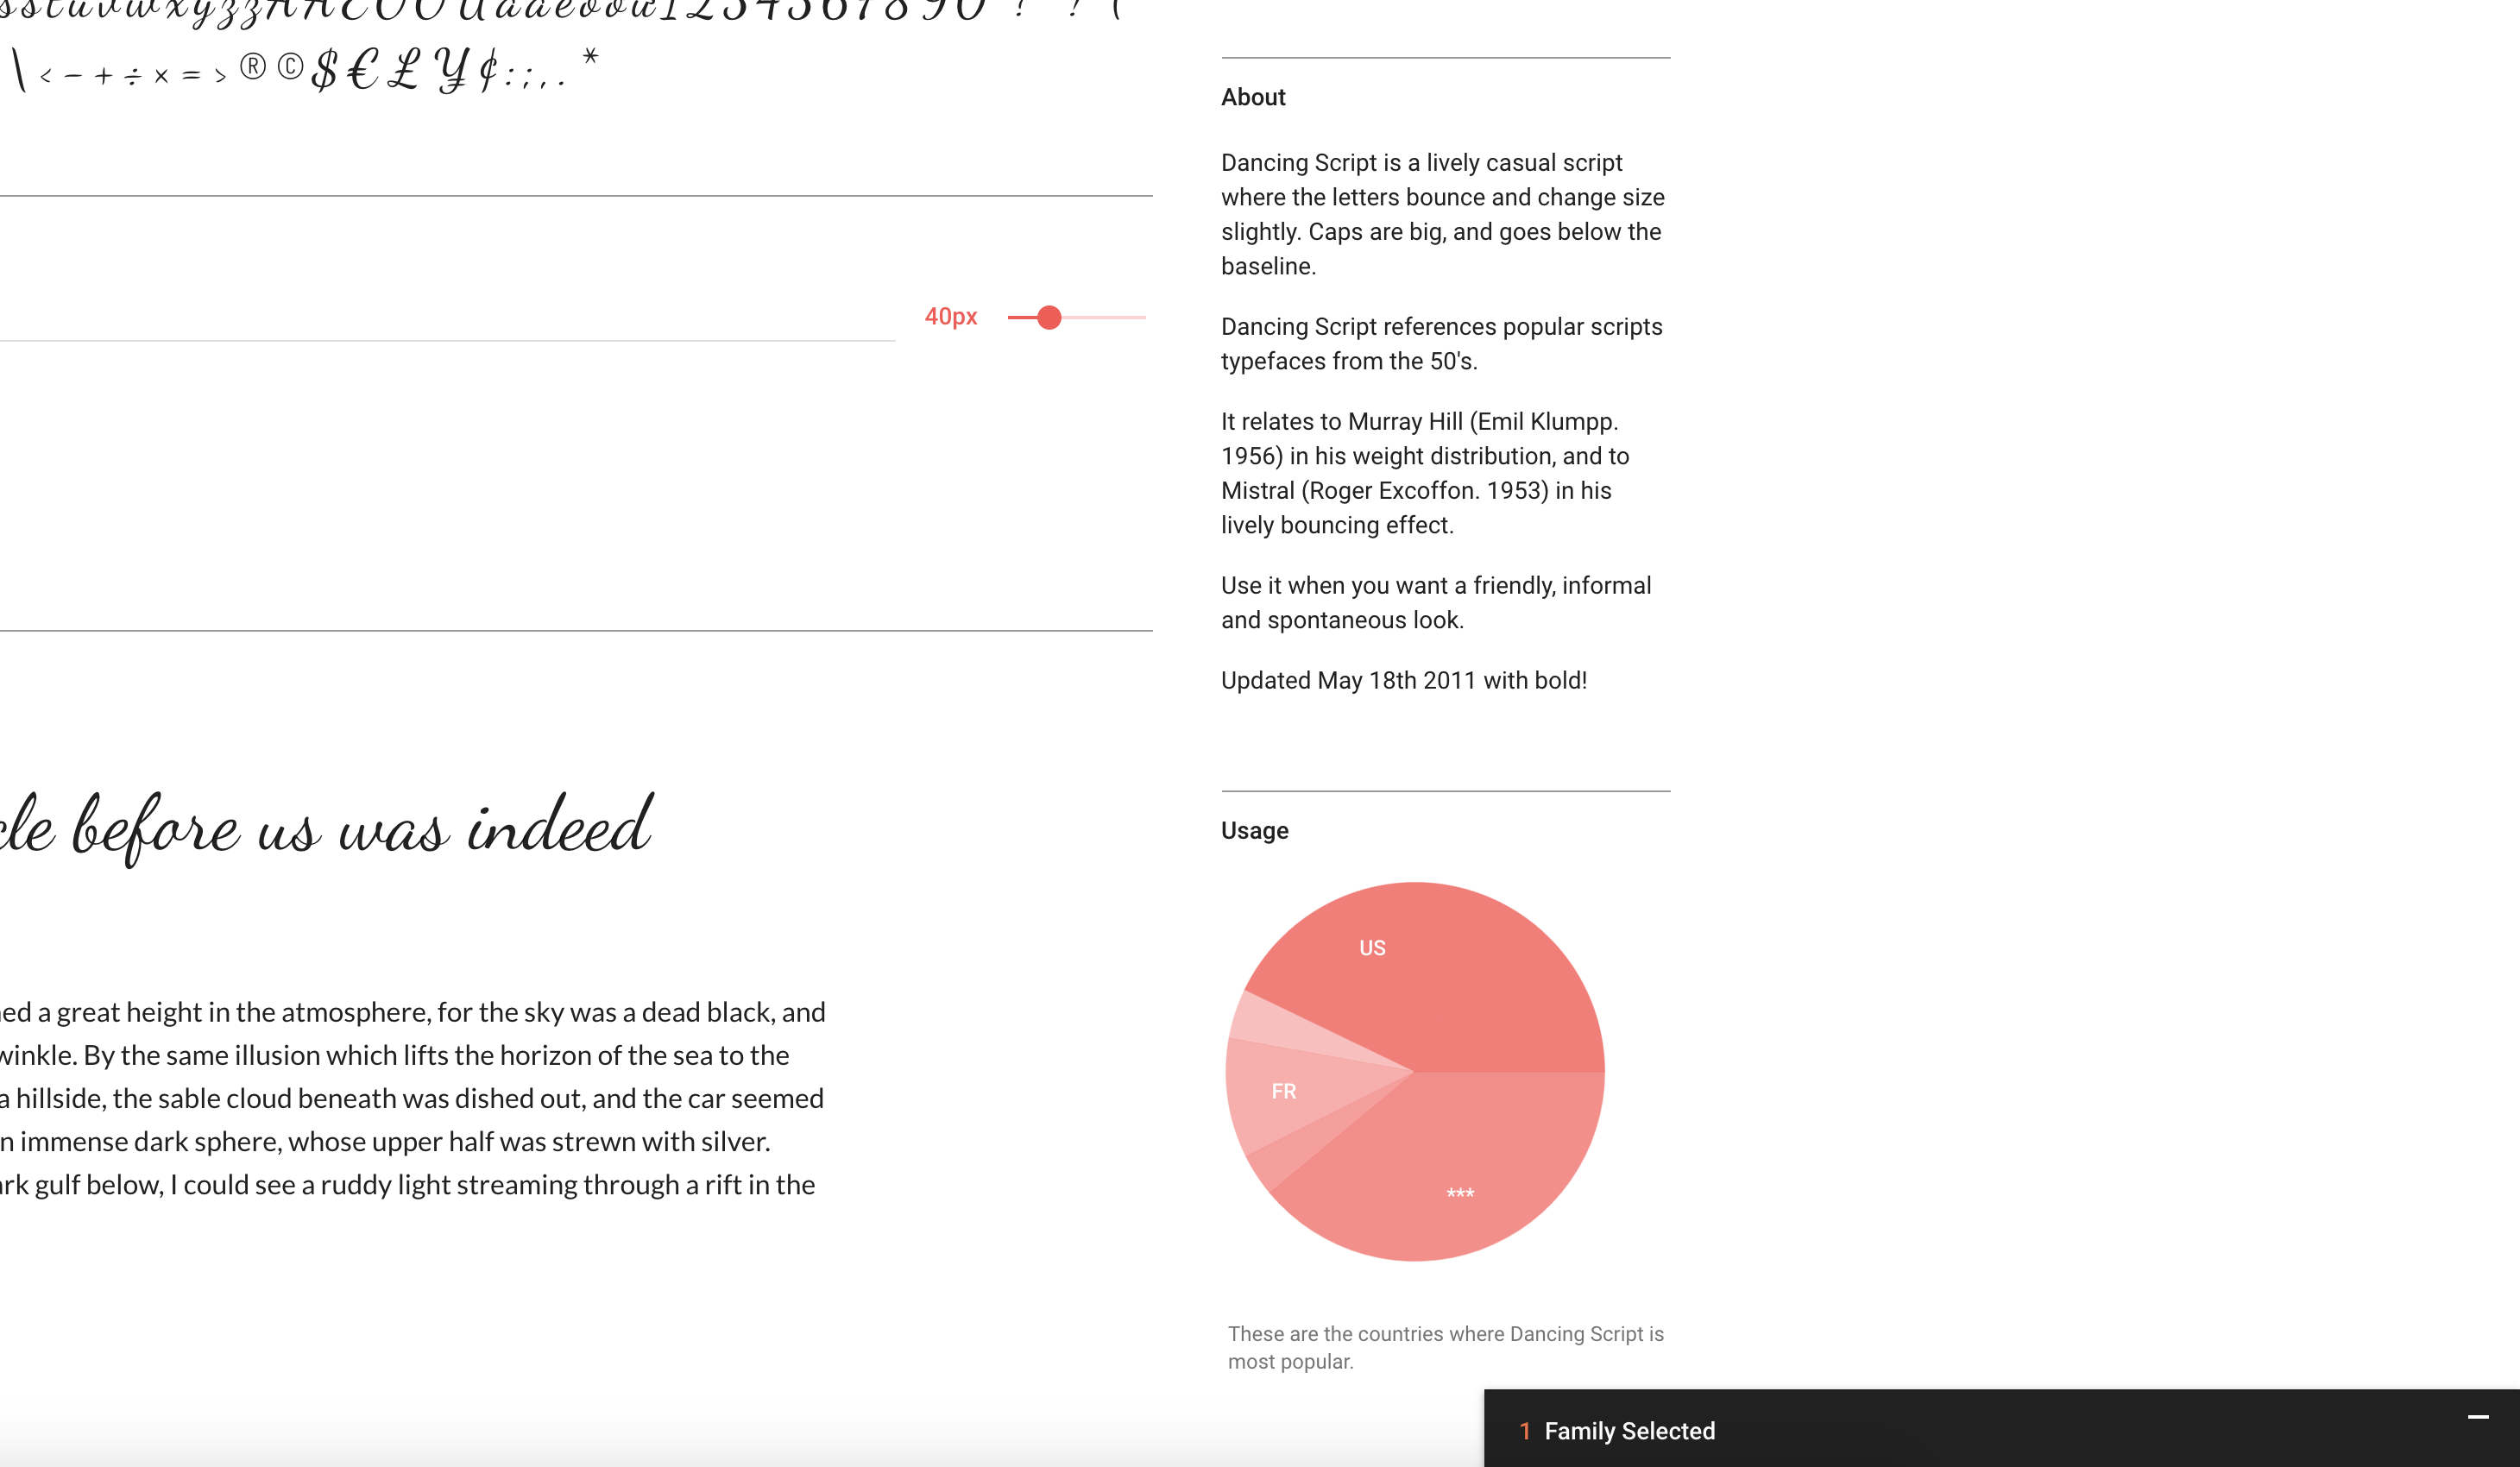 \ < - + ÷ × = > ® © $ € £ ¥ ¢ : ; , . *
40px
cle before us was indeed
ed a great height in the atmosphere, for the sky was a dead black, and
winkle. By the same illusion which lifts the horizon of the sea to the
a hillside, the sable cloud beneath was dished out, and the car seemed
n immense dark sphere, whose upper half was strewn with silver.
rk gulf below, I could see a ruddy light streaming through a rift in the
About
Dancing Script is a lively casual script
where the letters bounce and change size
slightly. Caps are big, and goes below the
baseline.
Dancing Script references popular scripts
typefaces from the 50's.
It relates to Murray Hill (Emil Klumpp.
1956) in his weight distribution, and to
Mistral (Roger Excoffon. 1953) in his
lively bouncing effect.
Use it when you want a friendly, informal
and spontaneous look.
Updated May 18th 2011 with bold!
Usage
US
FR
***
These are the countries where Dancing Script is
most popular.
1 Family Selected